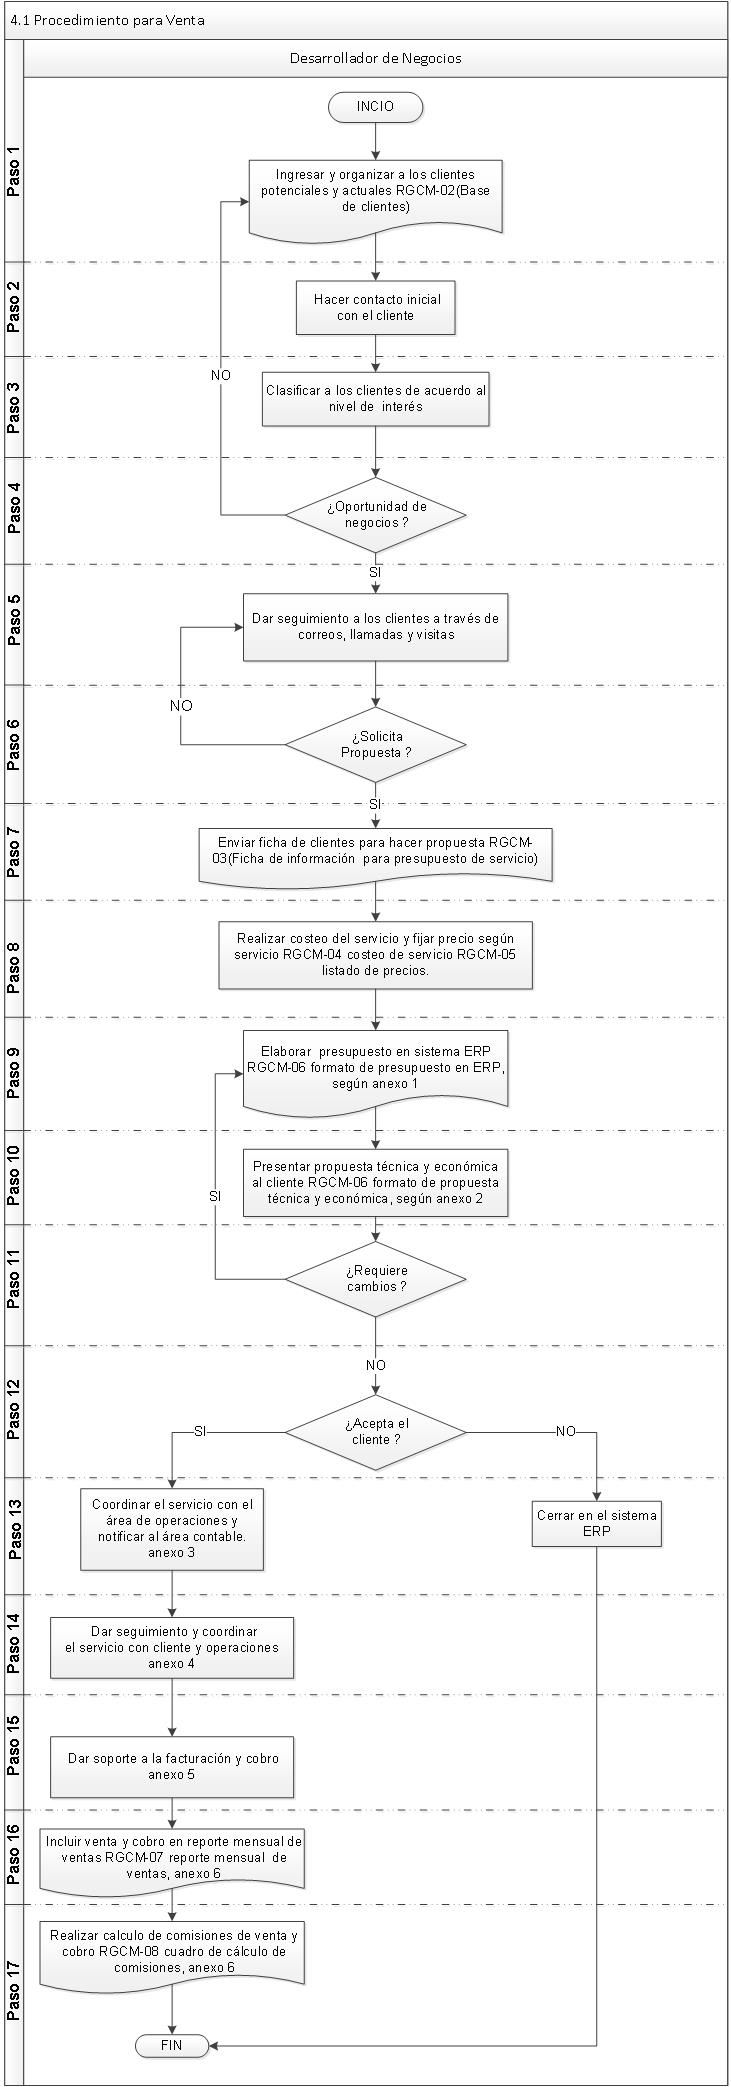 4.1 Procedimiento para Venta
Desarrollador de Negocios
Paso 1
INCIO
Ingresar y organizar a los clientes
potenciales y actuales RGCM-02(Base
de clientes)
Paso 2
Hacer contacto inicial
con el cliente
Paso 3
NO
Clasificar a los clientes de acuerdo al
nivel de interés
Paso 4
¿Oportunidad de
negocios ?
SI
Paso 5
Dar seguimiento a los clientes a través de
correos, llamadas y visitas
NO
Paso 6
¿Solicita
Propuesta ?
SI
Paso 7
Enviar ficha de clientes para hacer propuesta RGCM-
03(Ficha de información para presupuesto de servicio)
Paso 8
Realizar costeo del servicio y fijar precio según
servicio RGCM-04 costeo de servicio RGCM-05
listado de precios.
Paso 9
Elaborar presupuesto en sistema ERP
RGCM-06 formato de presupuesto en ERP,
según anexo 1
Paso 10
Presentar propuesta técnica y económica
al cliente RGCM-06 formato de propuesta
técnica y económica, según anexo 2
SI
Paso 11
¿Requiere
cambios ?
NO
Paso 12
¿Acepta el
cliente ?
SI
NO
Paso 13
Coordinar el servicio con el
área de operaciones y
notificar al área contable.
anexo 3
Cerrar en el sistema
ERP
Paso 14
Dar seguimiento y coordinar
el servicio con cliente y operaciones
anexo 4
Paso 15
Dar soporte a la facturación y cobro
anexo 5
Paso 16
Incluir venta y cobro en reporte mensual de
ventas RGCM-07 reporte mensual de
ventas, anexo 6
Paso 17
Realizar calculo de comisiones de venta y
cobro RGCM-08 cuadro de cálculo de
comisiones, anexo 6
FIN